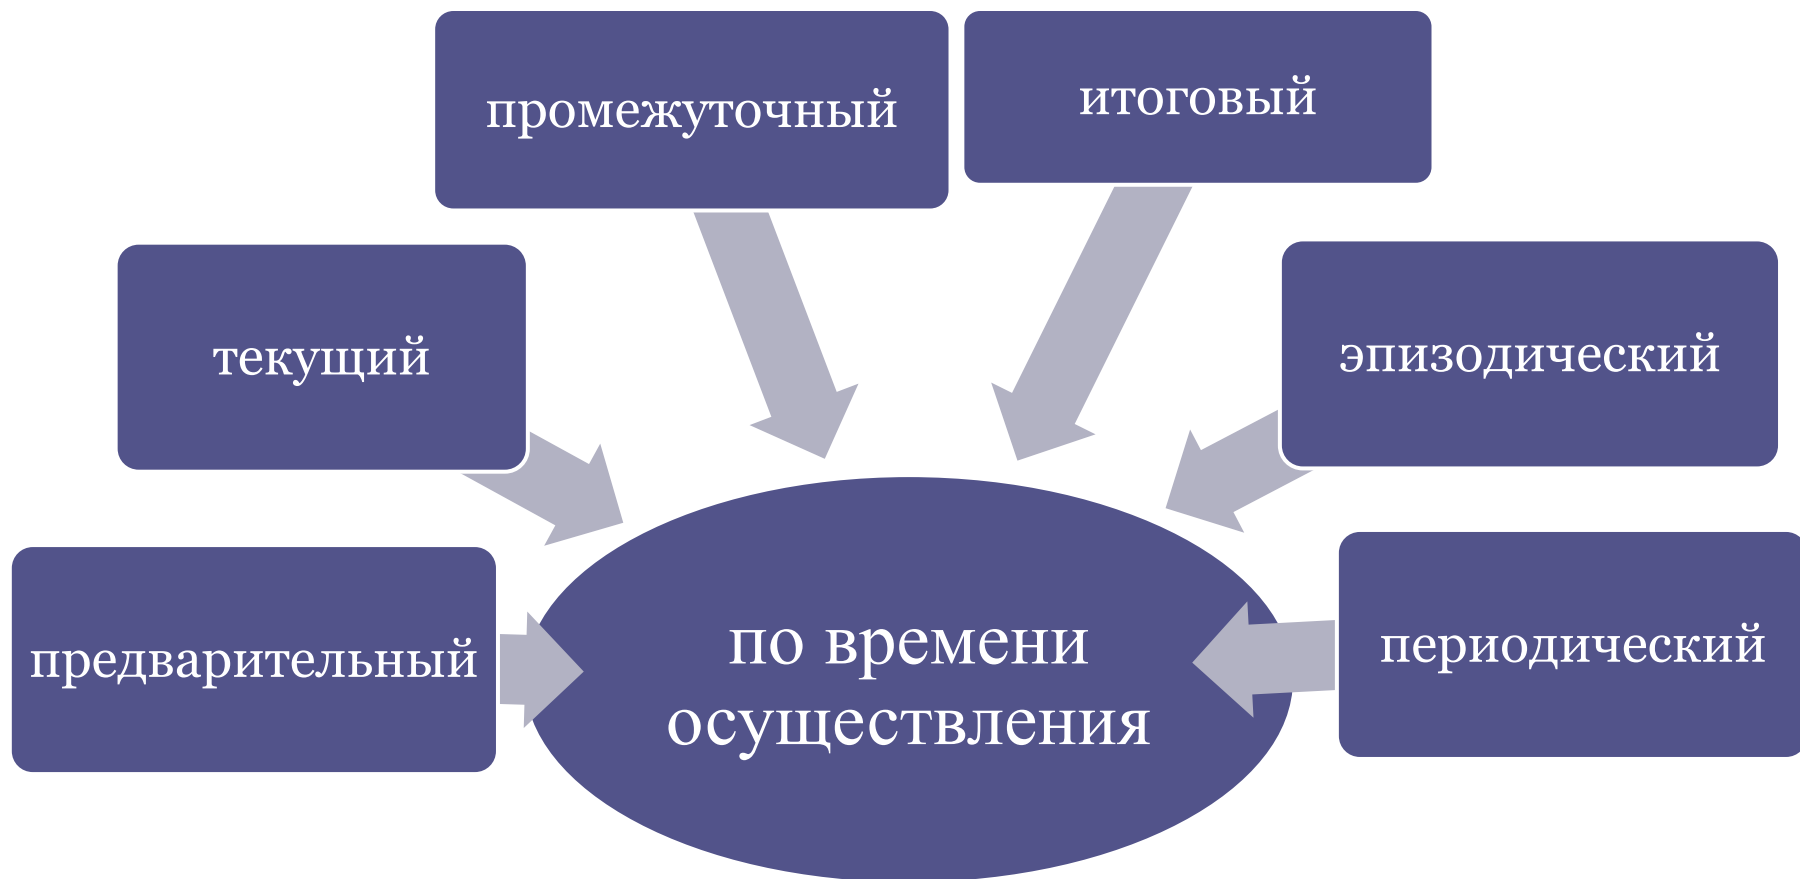 промежуточный
итоговый
текущий
эпизодический
предварительный
по времени
осуществления
периодический